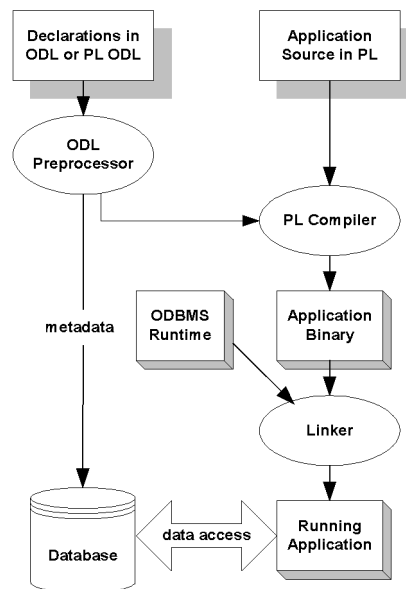 Declarations in
ODL or PL ODL
Application
Source in PL
ODL
Preprocessor
PL Compiler
metadata
ODBMS
Runtime
Application
Binary
Linker
Database
data access
Running
Application